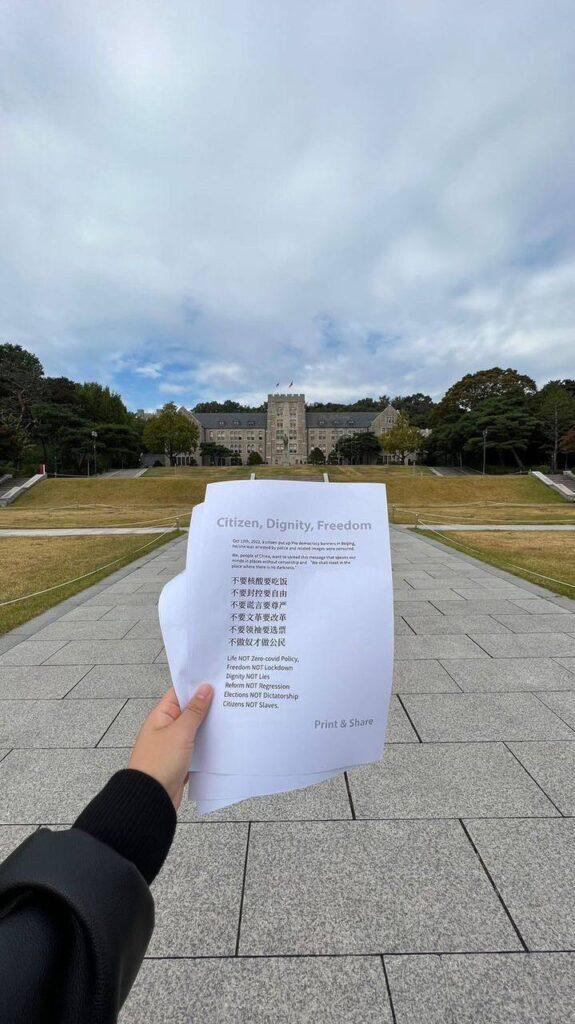 Citizen, Dignity, Freedom
Oct 13th, 2022, a citizen put up Pro democracy banners in Beijing,
he/she was arrested by police and related images were censored.
We, people of China, want to spread this message that speaks our
minds in places without censorship and "We shall meet in the
place where there is no darkness."
不要核酸要吃饭
不要封控要自由
不要谎言要尊严
不要文革要改革
不要领袖要选票
不做奴才做公民
Life NOT Zero-covid Policy,
Freedom NOT Lockdown
Dignity NOT Lies
Reform NOT Regression
Elections NOT Dictatorship
Citizens NOT Slaves.
Print & Share